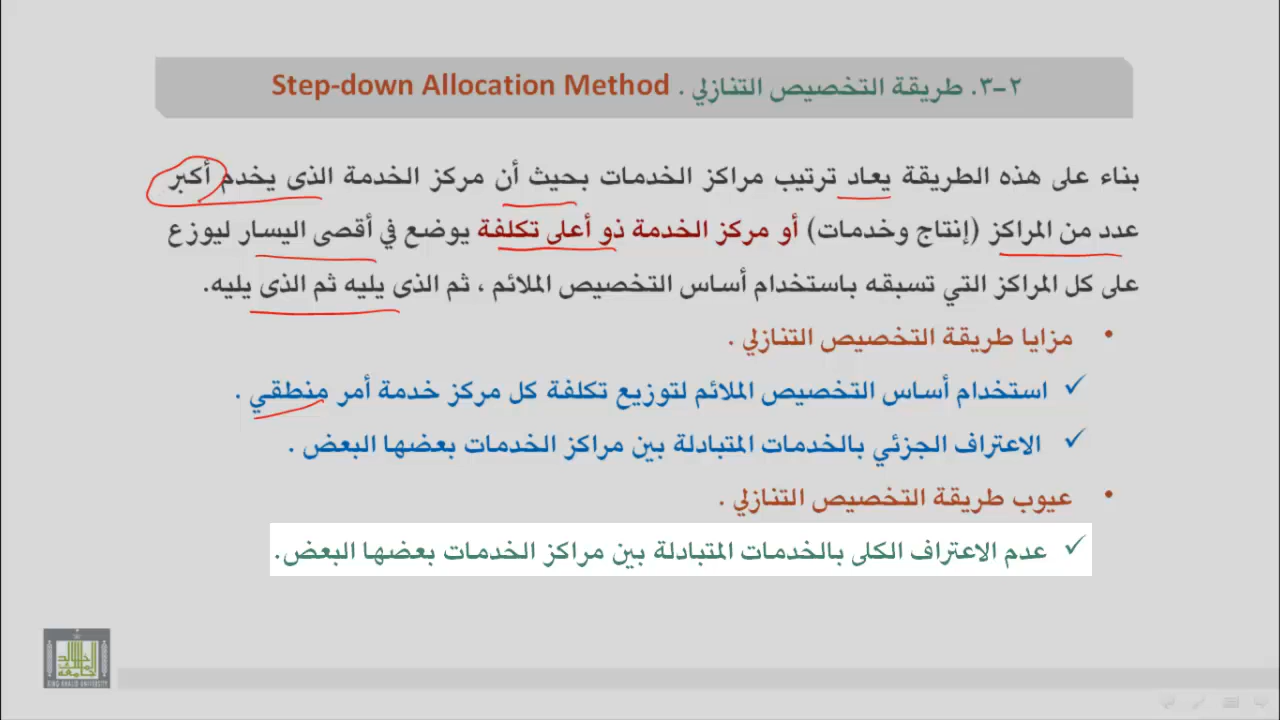 ٢-٣. طريقة التخصيص التنازلي . Step-down Allocation Method
بناء على هذه الطريقة يعاد ترتيب مراكز الخدمات بحيث أن مركز الخدمة الذى يخدم أكبر
عدد من المراكز (إنتاج وخدمات) أو مركز الخدمة ذو أعلى تكلفة يوضع في أقصى اليسار ليوزع
على كل المراكز التي تسبقه باستخدام أساس التخصيص الملائم ، ثم الذى يليه ثم الذى يليه.
• مزايا طريقة التخصيص التنازلي .
✓ استخدام أساس التخصيص الملائم لتوزيع تكلفة كل مركز خدمة أمر منطقي .
✓ الاعتراف الجزئي بالخدمات المتبادلة بين مراكز الخدمات بعضها البعض .
• عيوب طريقة التخصيص التنازلي .
✓ عدم الاعتراف الكلى بالخدمات المتبادلة بين مراكز الخدمات بعضها البعض.
KING KHALID UNIVERSITY